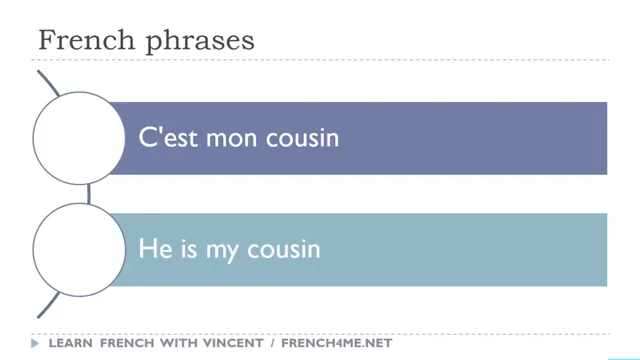 French phrases
C'est mon cousin
He is my cousin
LEARN FRENCH WITH VINCENT / FRENCH4ME.NET